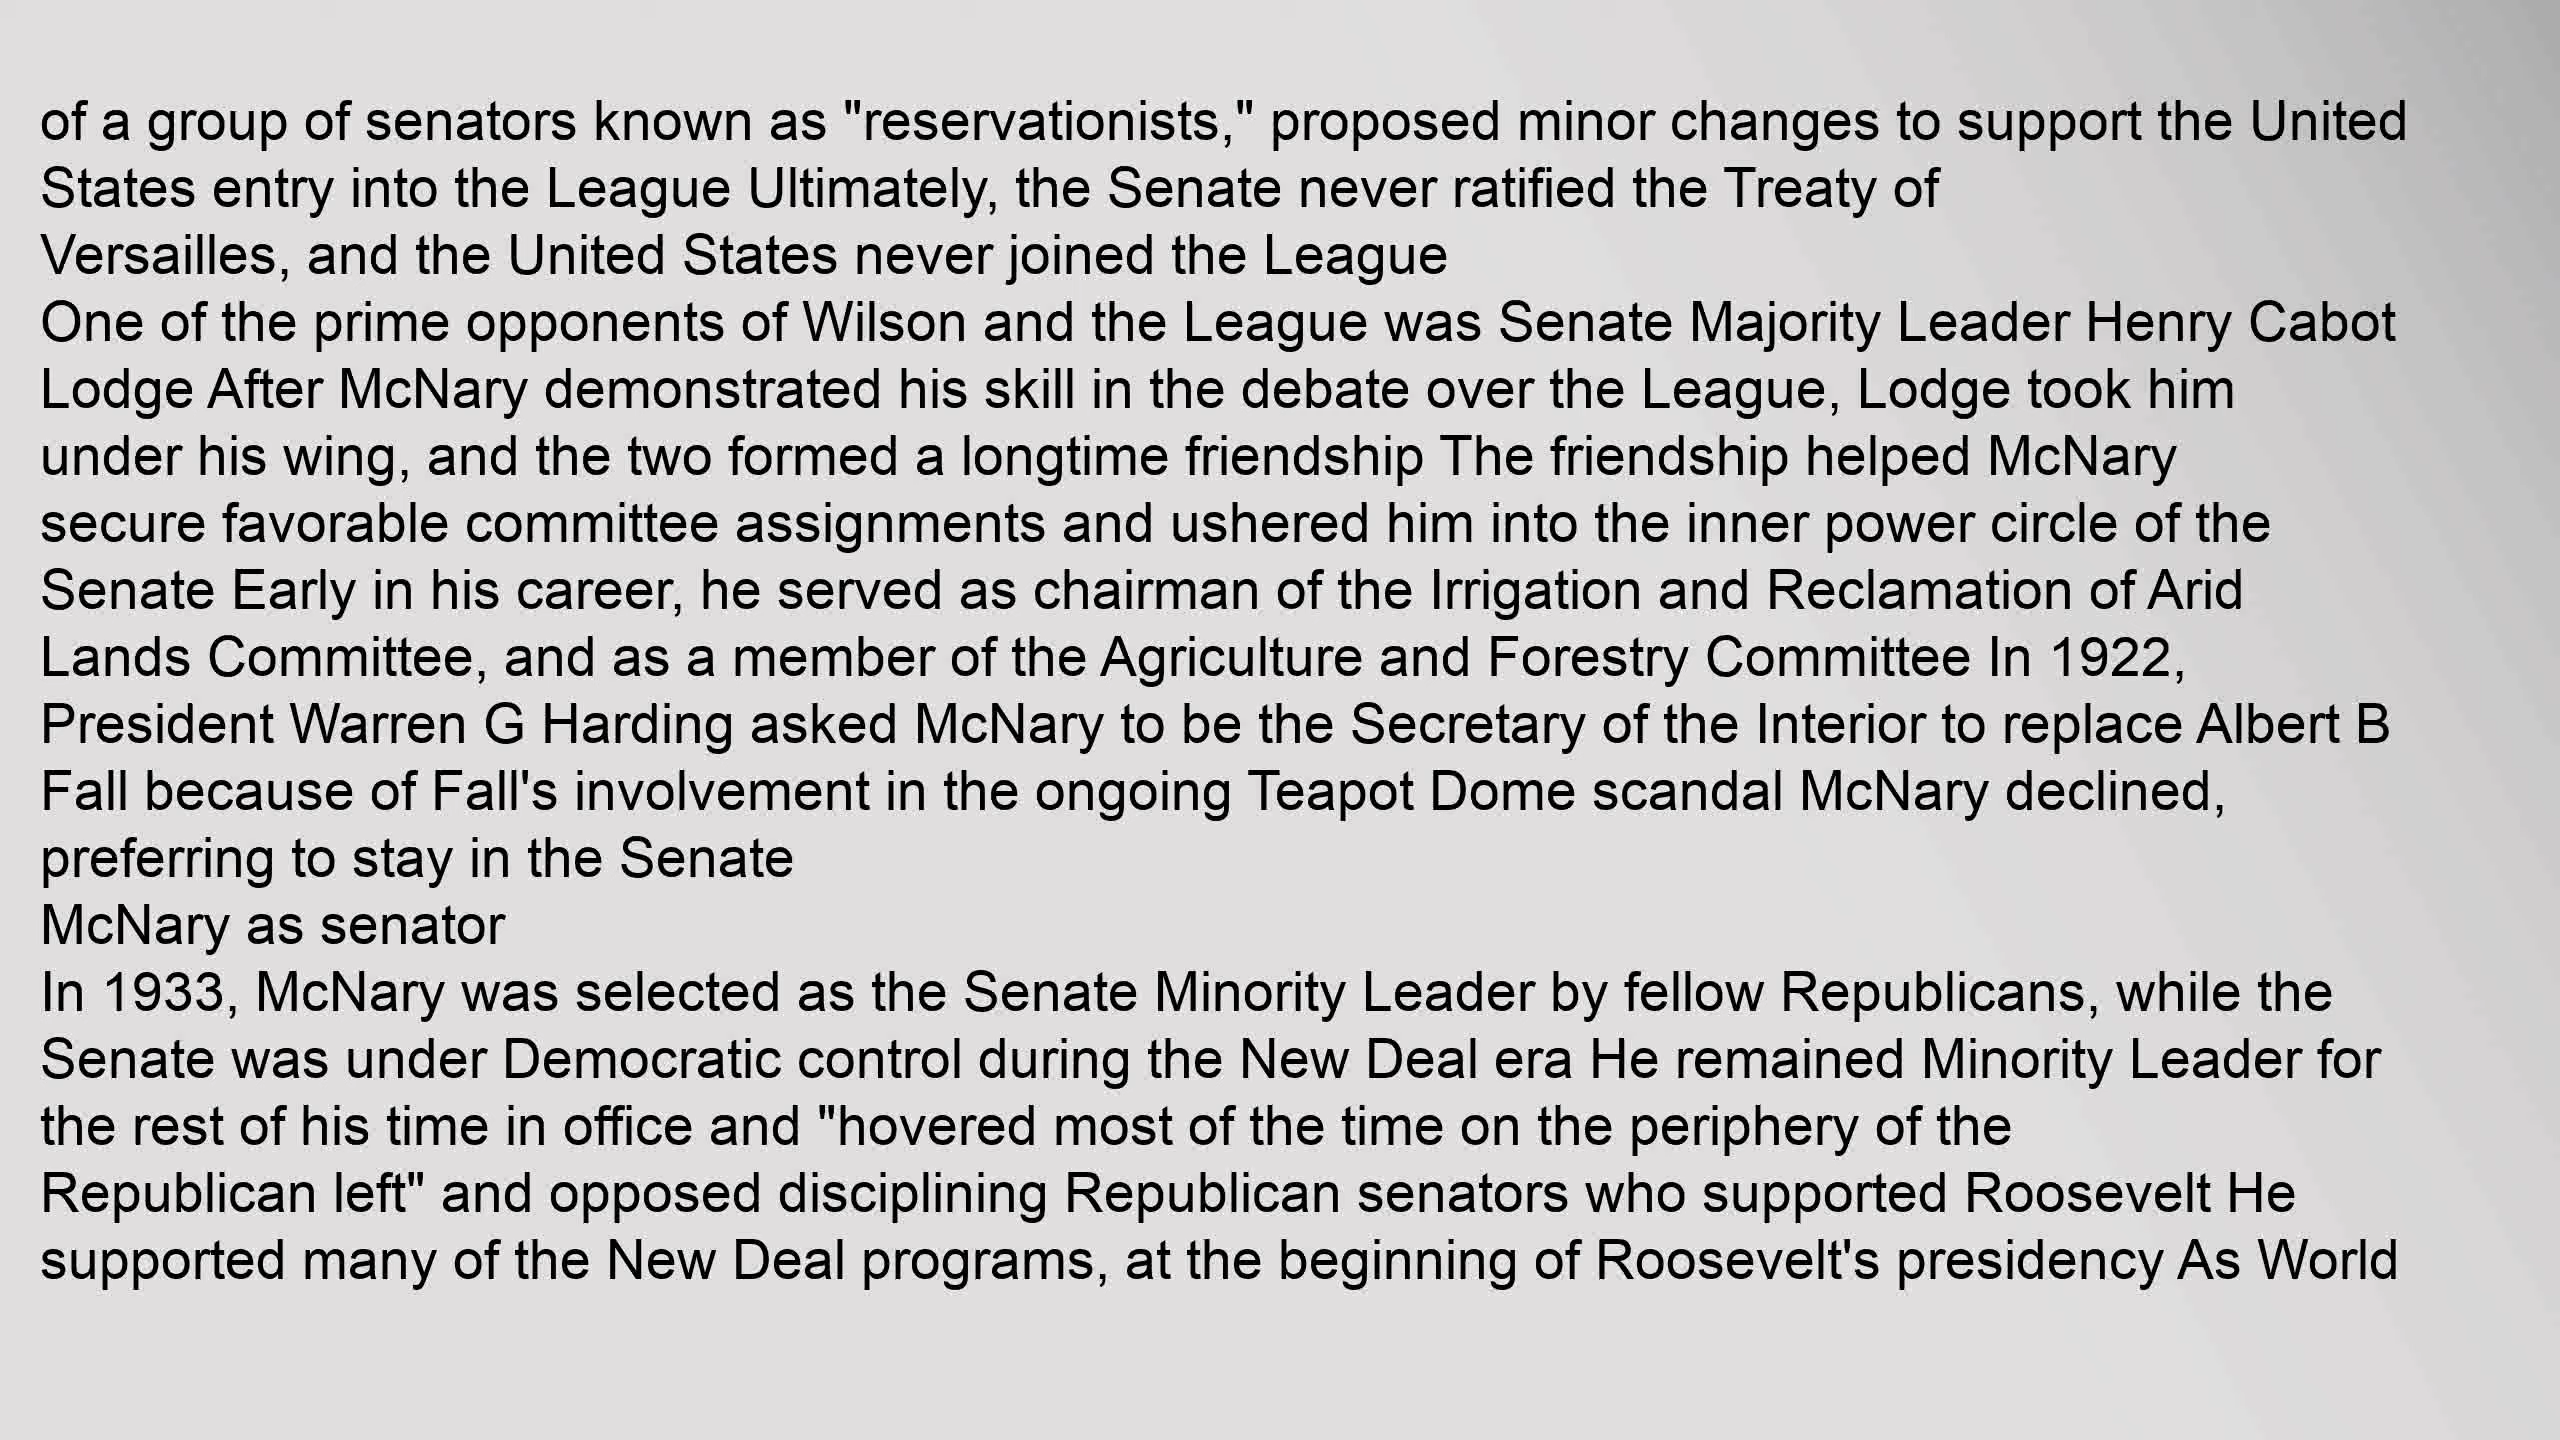 of a group of senators known as "reservationists," proposed minor changes to support the United
States entry into the League Ultimately, the Senate never ratified the Treaty of
Versailles, and the United States never joined the League
One of the prime opponents of Wilson and the League was Senate Majority Leader Henry Cabot
Lodge After McNary demonstrated his skill in the debate over the League, Lodge took him
under his wing, and the two formed a longtime friendship The friendship helped McNary
secure favorable committee assignments and ushered him into the inner power circle of the
Senate Early in his career, he served as chairman of the Irrigation and Reclamation of Arid
Lands Committee, and as a member of the Agriculture and Forestry Committee In 1922,
President Warren G Harding asked McNary to be the Secretary of the Interior to replace Albert B
Fall because of Fall's involvement in the ongoing Teapot Dome scandal McNary declined,
preferring to stay in the Senate
McNary as senator
In 1933, McNary was selected as the Senate Minority Leader by fellow Republicans, while the
Senate was under Democratic control during the New Deal era He remained Minority Leader for
the rest of his time in office and "hovered most of the time on the periphery of the
Republican left" and opposed disciplining Republican senators who supported Roosevelt He
supported many of the New Deal programs, at the beginning of Roosevelt's presidency As World